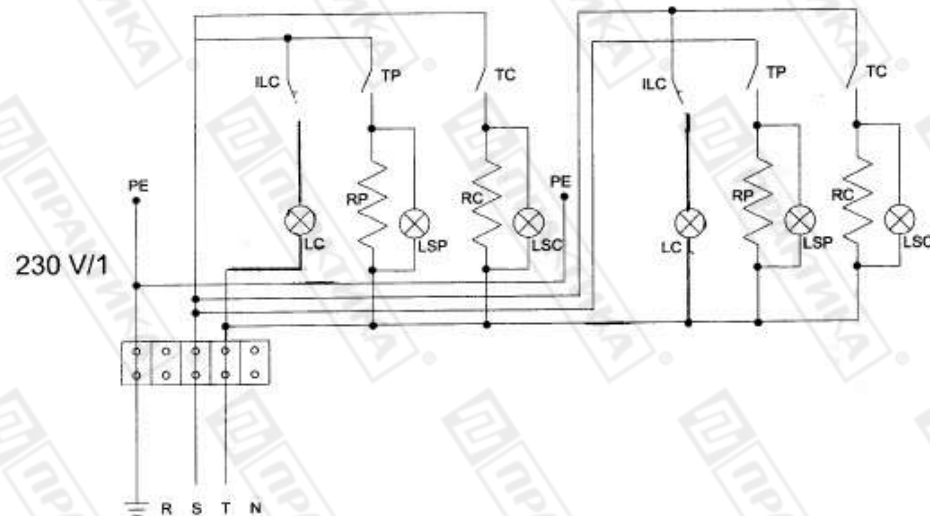 ILC TP TC ILC TP TC
PE RP RC PE RP RC
LC LSP LSC LC LSP LSC
230 V/1
R S T N
ПРАКТИКА